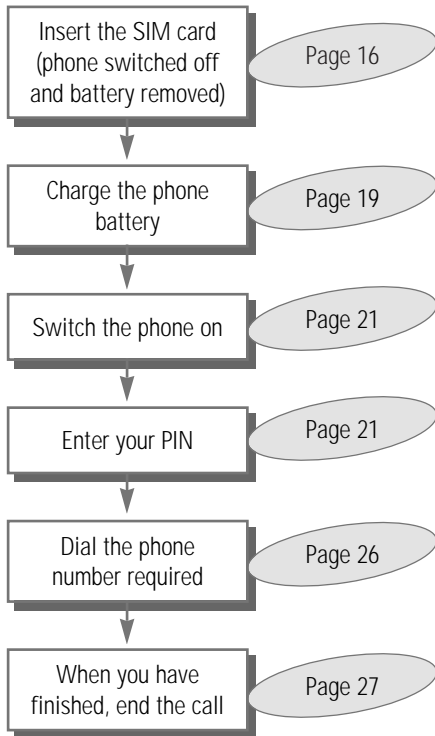 Insert the SIM card
(phone switched off
and battery removed)
Page 16
Charge the phone
battery
Page 19
Switch the phone on
Page 21
Enter your PIN
Page 21
Dial the phone
number required
Page 26
When you have
finished, end the call
Page 27